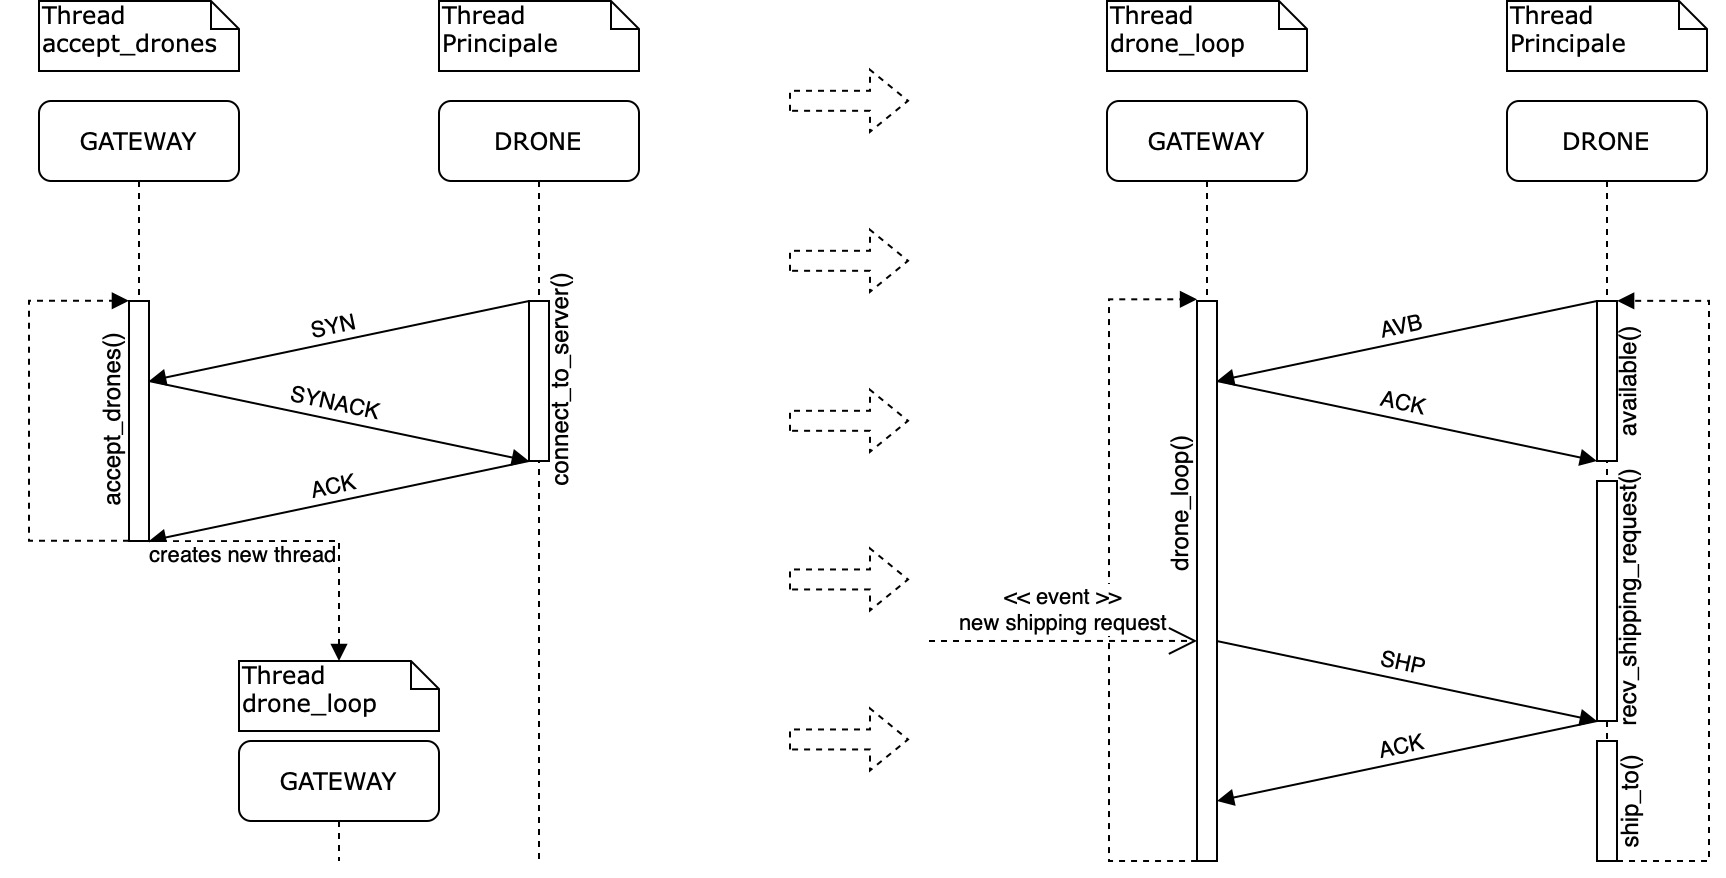 Thread
accept_drones
Thread
Principale
GATEWAY
DRONE
SYN
SYNACK
ACK
accept_drones()
connect_to_server()
creates new thread
Thread
drone_loop
GATEWAY
Thread
drone_loop
Thread
Principale
GATEWAY
DRONE
AVB
ACK
available()
drone_loop()
recv_shipping_request()
<< event >>
new shipping request
SHP
ACK
ship_to()